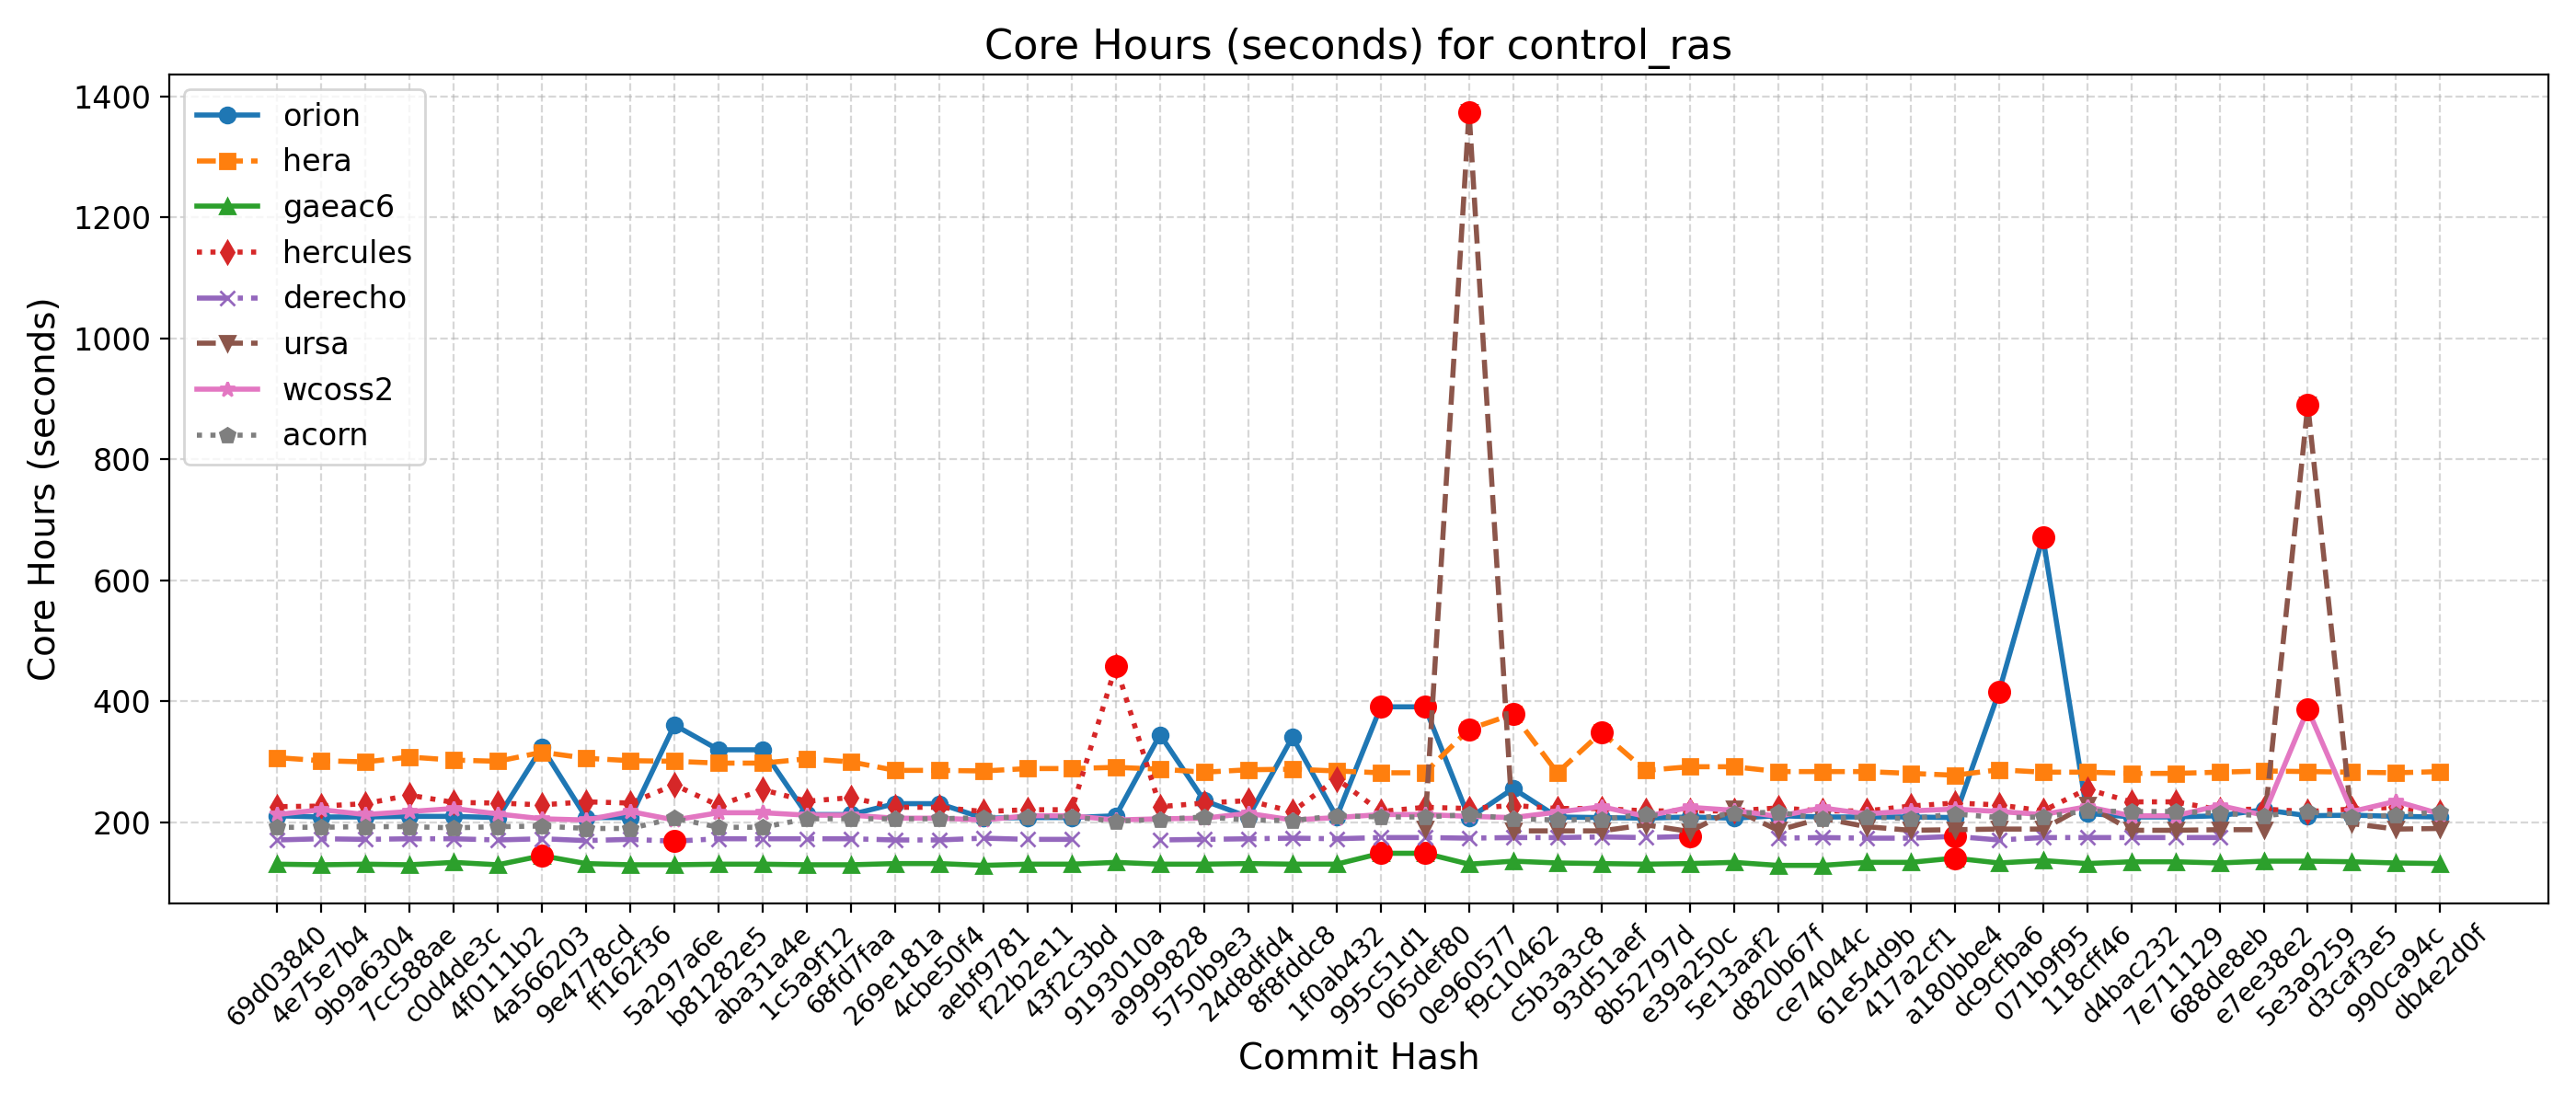 Core Hours (seconds) for control_ras
Core Hours (seconds)
1400
1200
1000
800
600
400
200
orion
hera
gaeac6
hercules
derecho
ursa
wcoss2
acorn
69d03840
4e75e7b4
9b9a6304
7cc588ae
c0d4de3c
4f0111b2
4a566203
9e4778cd
ff162f36
5a297a6e
b81282e5
aba31a4e
1c5a9f12
68fd7faa
269e181a
4cbe50f4
aebf9781
f22b2e11
43f2c3bd
9193010a
a9999828
5750b9e3
24d8dfd4
8f8fddc8
1f0ab432
995c51d1
065def80
0e960577
f9c10462
c5b3a3c8
93d51aef
8b52797d
e39a250c
5e13aaf2
d820b67f
ce74044c
61e54d9b
417a2cf1
a180bbe4
dc9cfba6
071b9f95
118cff46
d4bac232
7e711129
688de8eb
e7ee38e2
5e3a9259
d3caf3e5
990ca94c
db4e2d0f
Commit Hash